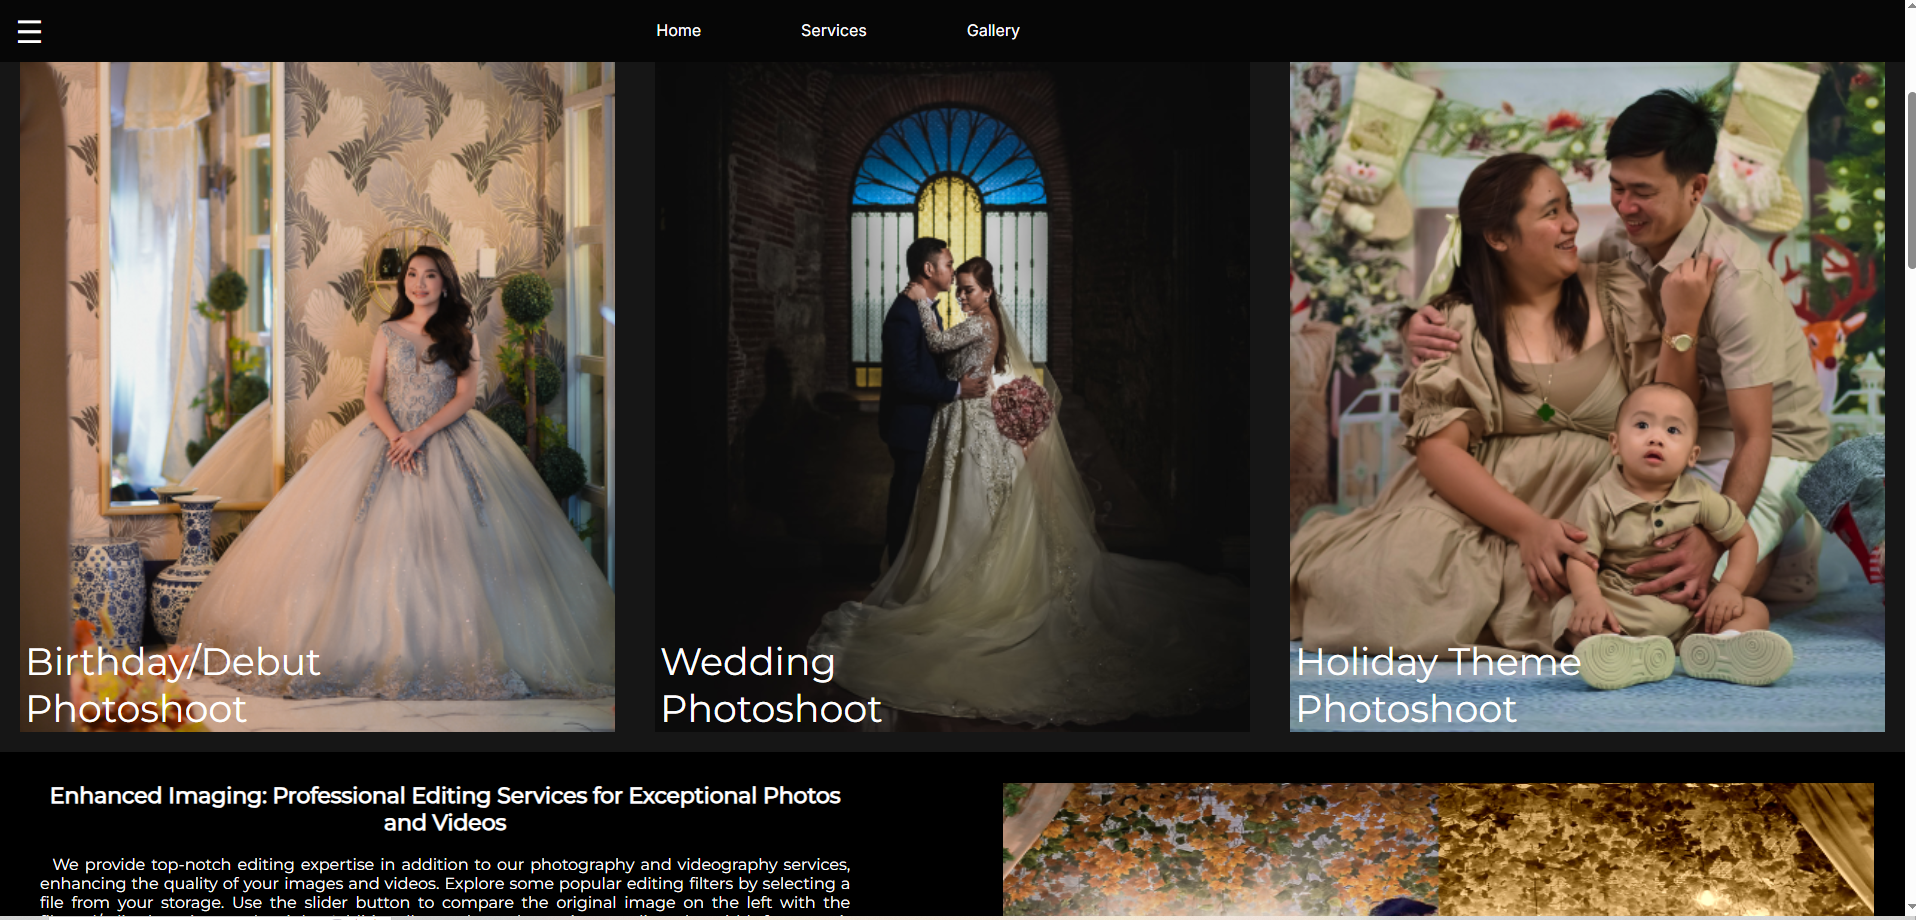 Home
Services
Gallery
Birthday/Debut
Photoshoot
Wedding
Photoshoot
Holiday Theme
Photoshoot
Enhanced Imaging: Professional Editing Services for Exceptional Photos
and Videos
We provide top-notch editing expertise in addition to our photography and videography services,
enhancing the quality of your images and videos. Explore some popular editing filters by selecting a
file from your storage. Use the slider button to compare the original image on the left with the